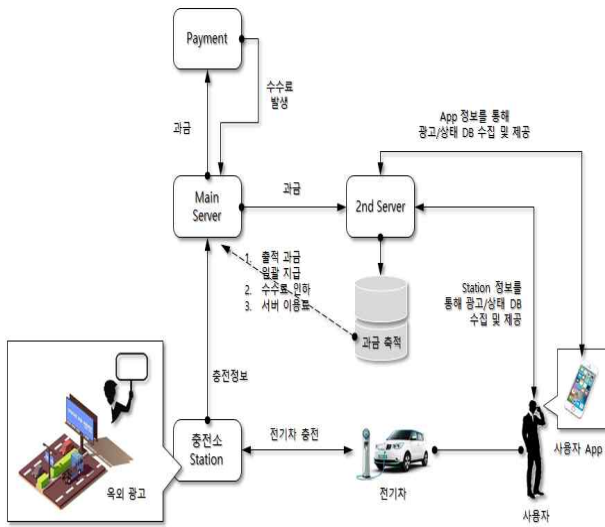 Payment
수수료
발생
과금
App 정보를 통해
광고/상태 DB 수집 및 제공
Main
Server
과금
2nd Server
1. 출적 과금
일괄 지급
2. 수수료 인하
3. 서버 이용료
Station 정보를
통해 광고/상태 DB
수집 및 제공
과금 축적
충전정보
충전소
Station
전기차 충전
옥외 광고
전기차
사용자
사용자 App